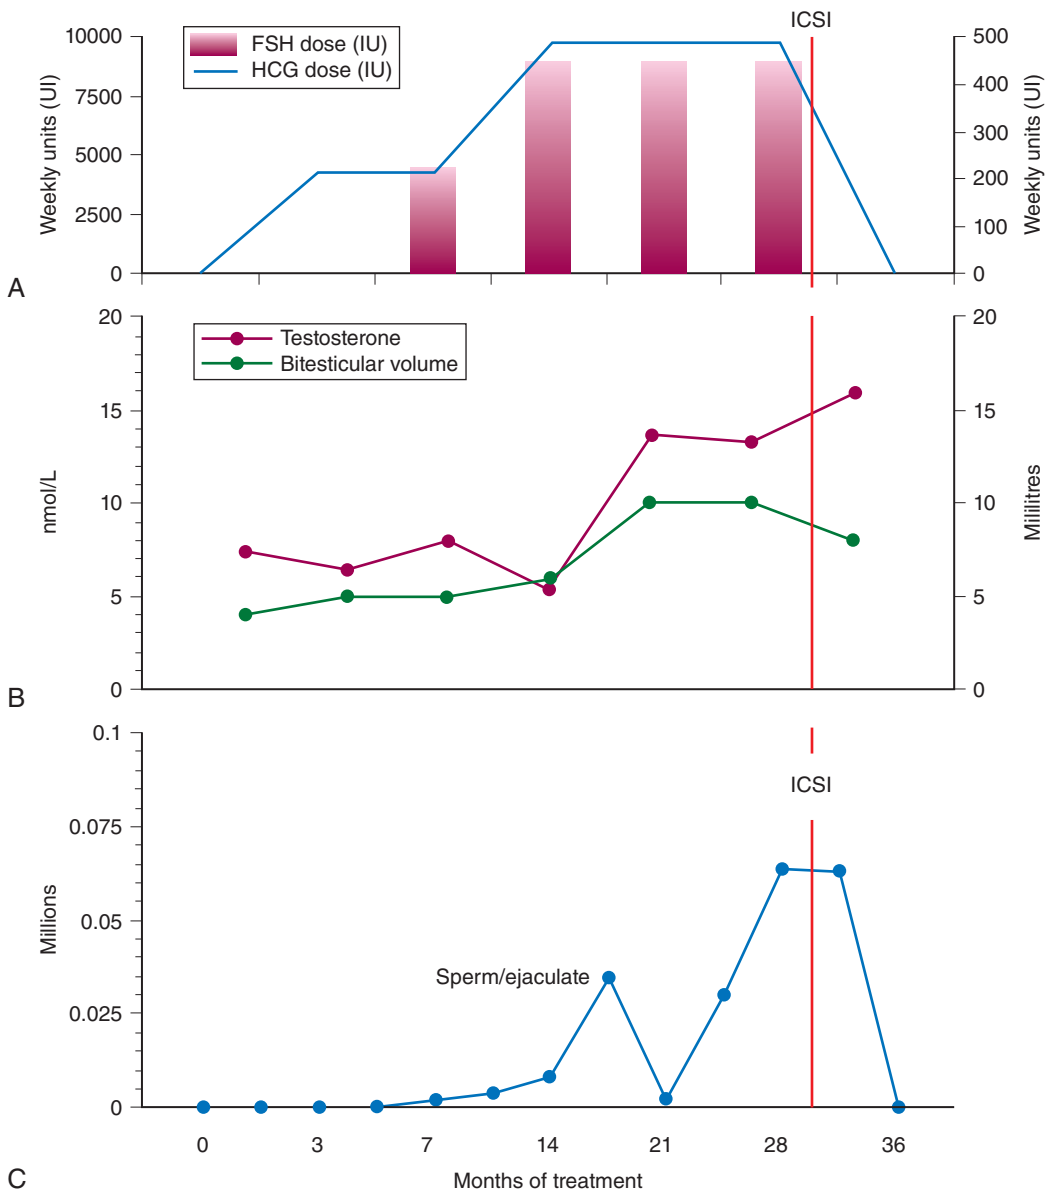 ICSI
10000
7500
5000
2500
0
Weekly units (UI)
FSH dose (IU)
HCG dose (IU)
500
400
300
200
100
0
Weekly units (UI)
A
20
15
10
5
0
nmol/L
Testosterone
Bitesticular volume
20
15
10
5
0
Millilitres
B
0.1
0.075
0.05
0.025
0
Millions
ICSI
Sperm/ejaculate
0 3 7 14 21 28 36
Months of treatment
C